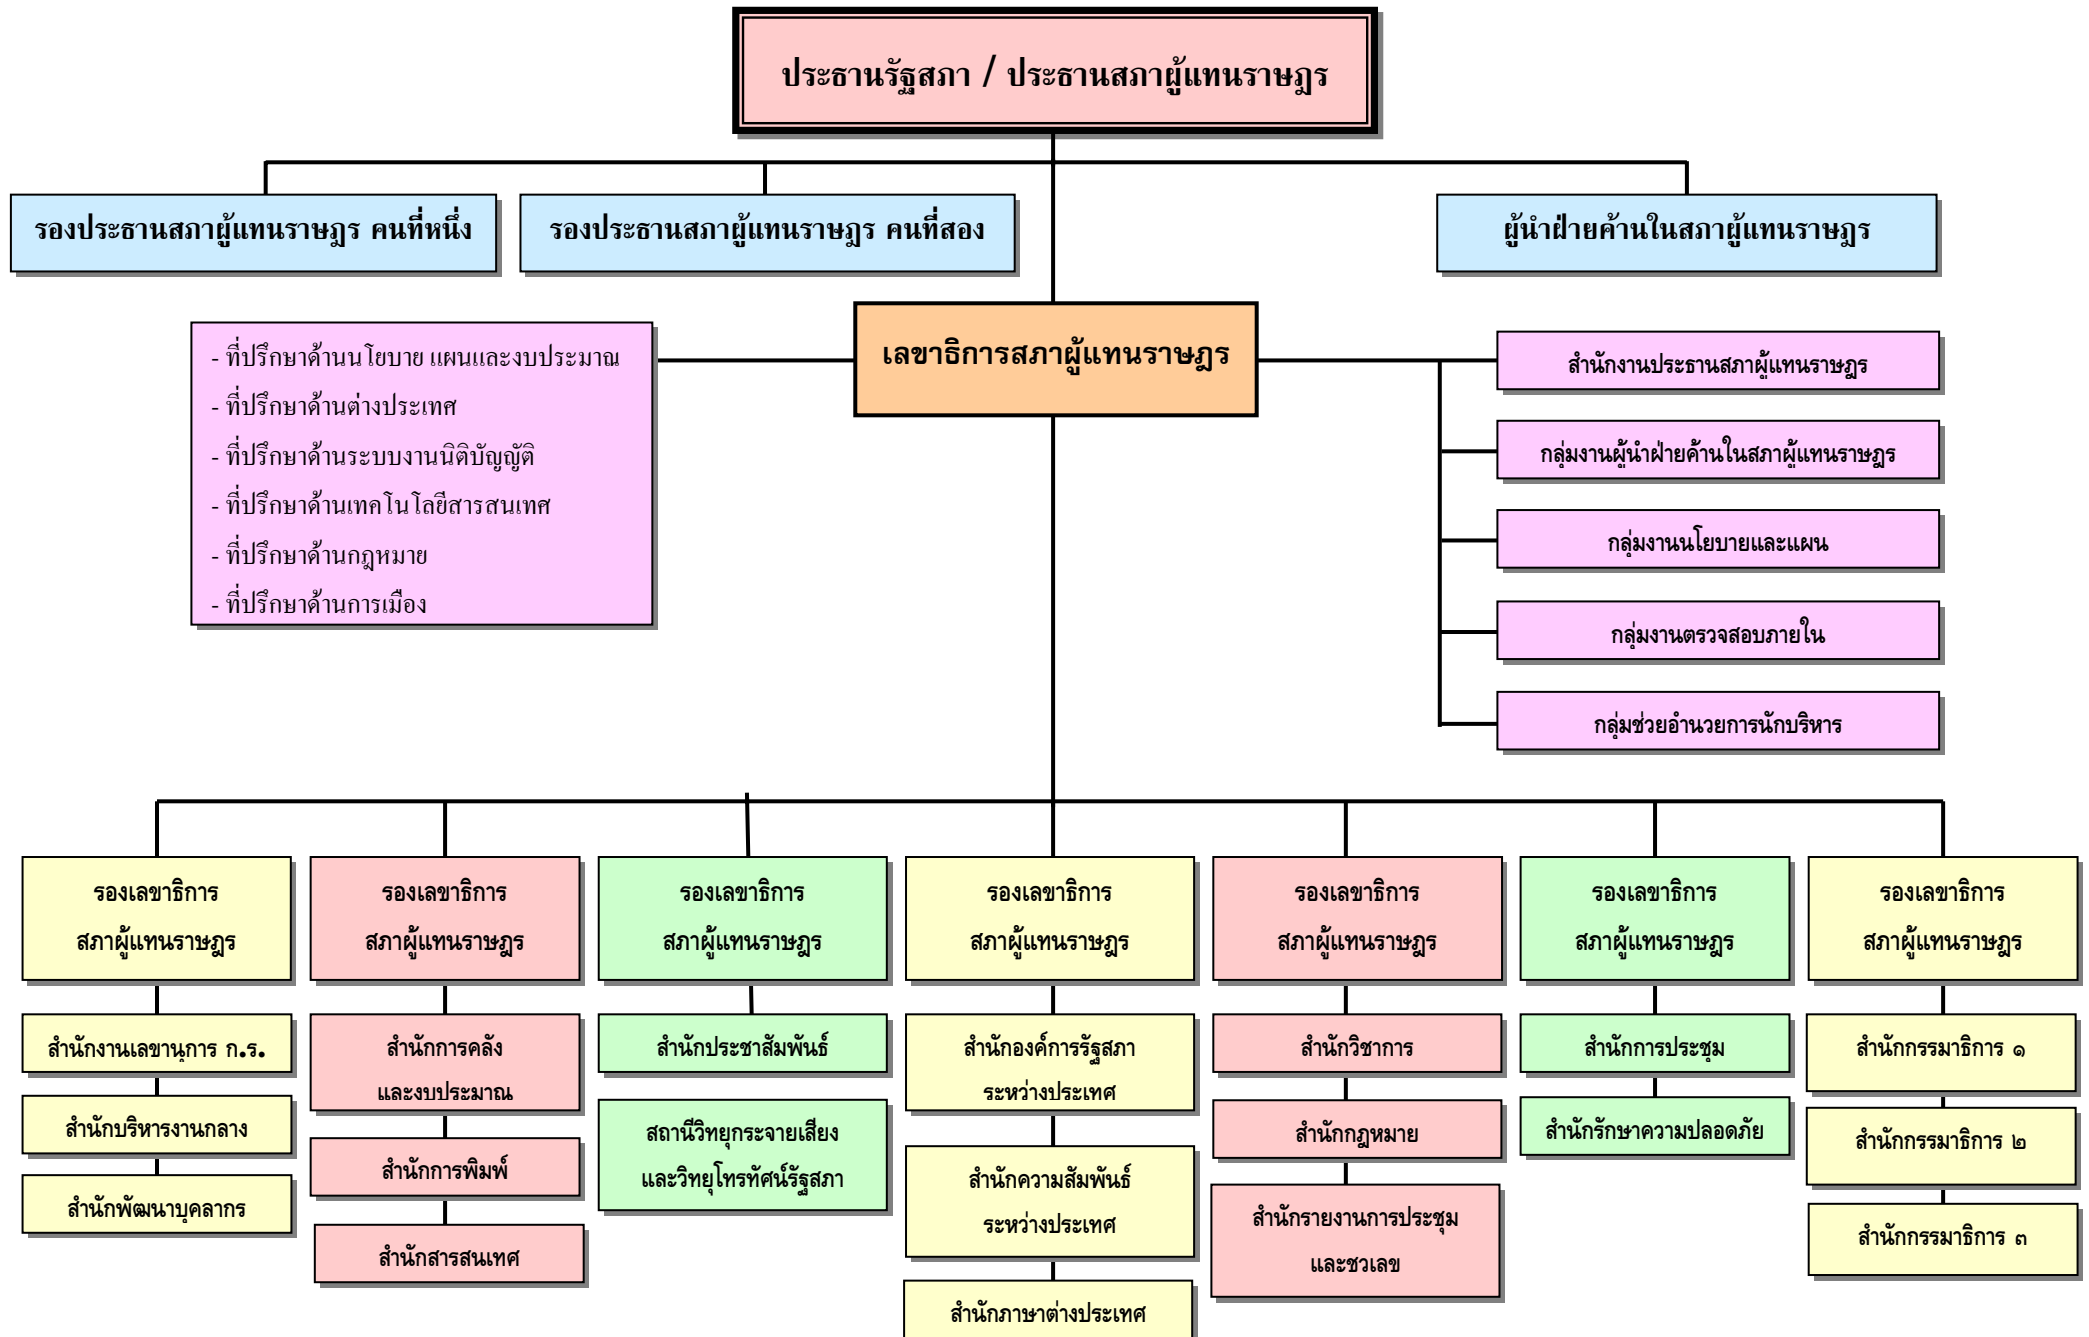 ประธานรัฐสภา / ประธานสภาผู้แทนราษฎร
รองประธานสภาผู้แทนราษฎร คนที่หนึ่ง
รองประธานสภาผู้แทนราษฎร คนที่สอง
ผู้นำฝ่ายค้านในสภาผู้แทนราษฎร
เลขาธิการสภาผู้แทนราษฎร
- ที่ปรึกษาด้านนโยบาย แผนและงบประมาณ
- ที่ปรึกษาด้านต่างประเทศ
- ที่ปรึกษาด้านระบบงานนิติบัญญัติ
- ที่ปรึกษาด้านเทคโนโลยีสารสนเทศ
- ที่ปรึกษาด้านกฎหมาย
- ที่ปรึกษาด้านการเมือง
สำนักงานประธานสภาผู้แทนราษฎร
กลุ่มงานผู้นำฝ่ายค้านในสภาผู้แทนราษฎร
กลุ่มงานนโยบายและแผน
กลุ่มงานตรวจสอบภายใน
กลุ่มช่วยอำนวยการนักบริหาร
รองเลขาธิการ
สภาผู้แทนราษฎร
สำนักงานเลขานุการ ก.ร.
สำนักบริหารงานกลาง
สำนักพัฒนาบุคลากร
รองเลขาธิการ
สภาผู้แทนราษฎร
สำนักการคลัง
และงบประมาณ
สำนักการพิมพ์
สำนักสารสนเทศ
รองเลขาธิการ
สภาผู้แทนราษฎร
สำนักประชาสัมพันธ์
สถานีวิทยุกระจายเสียง
และวิทยุโทรทัศน์รัฐสภา
รองเลขาธิการ
สภาผู้แทนราษฎร
สำนักองค์การรัฐสภา
ระหว่างประเทศ
สำนักความสัมพันธ์
ระหว่างประเทศ
สำนักภาษาต่างประเทศ
รองเลขาธิการ
สภาผู้แทนราษฎร
สำนักวิชาการ
สำนักกฎหมาย
สำนักรายงานการประชุม
และชวเลข
รองเลขาธิการ
สภาผู้แทนราษฎร
สำนักการประชุม
สำนักรักษาความปลอดภัย
รองเลขาธิการ
สภาผู้แทนราษฎร
สำนักกรรมาธิการ ๑
สำนักกรรมาธิการ ๒
สำนักกรรมาธิการ ๓